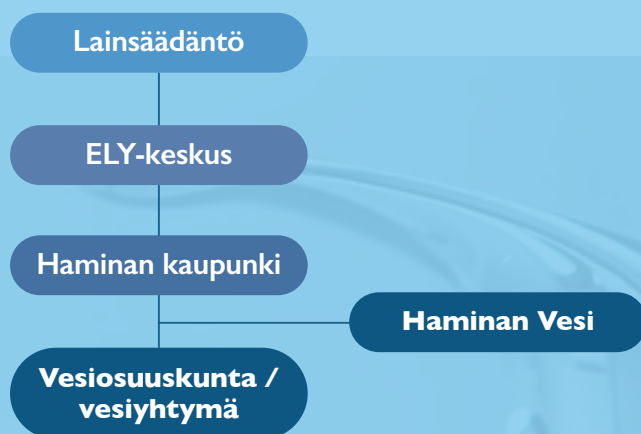 Lainsäädäntö
ELY-keskus
Haminan kaupunki
Haminan Vesi
Vesiosuuskunta /
vesiyhtymä